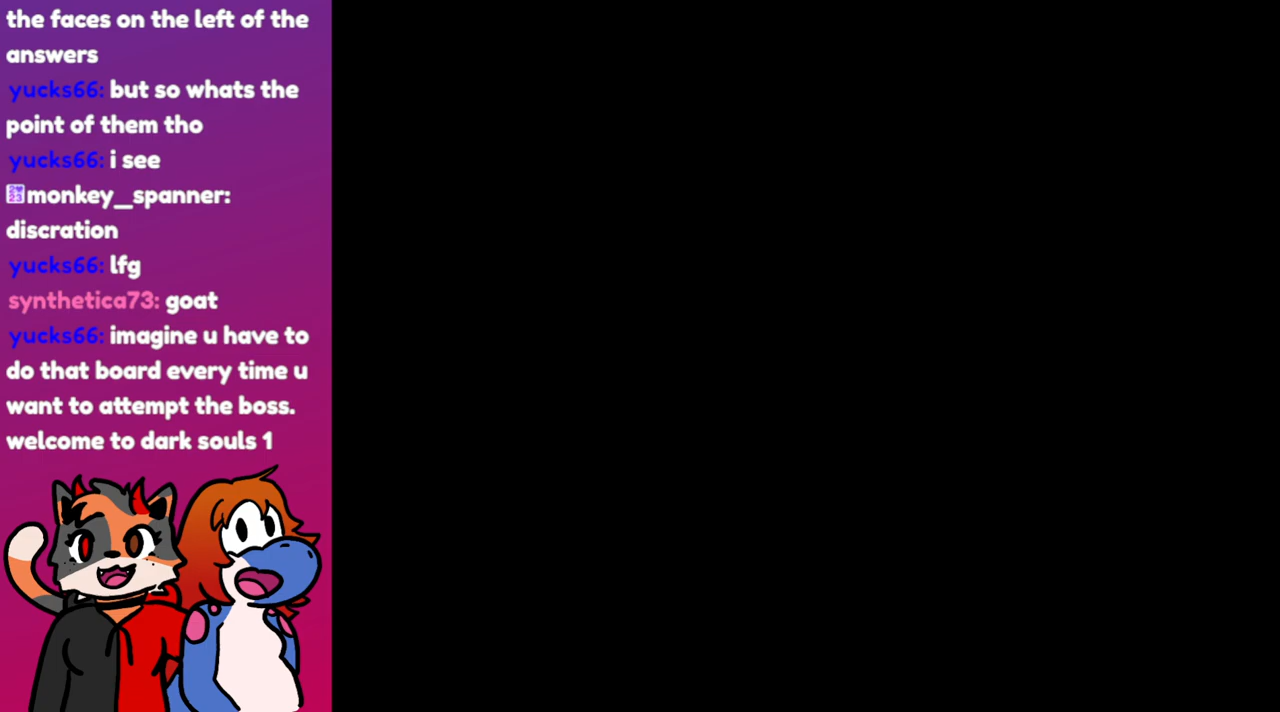 the faces on the left of the
answers
yucks66: but so whats the
point of them tho
yucks66: i see
monkey_spanner:
discration
yucks66: lfg
synthetica73: goat
yucks66: imagine u have to
do that board every time u
want to attempt the boss.
welcome to dark souls 1